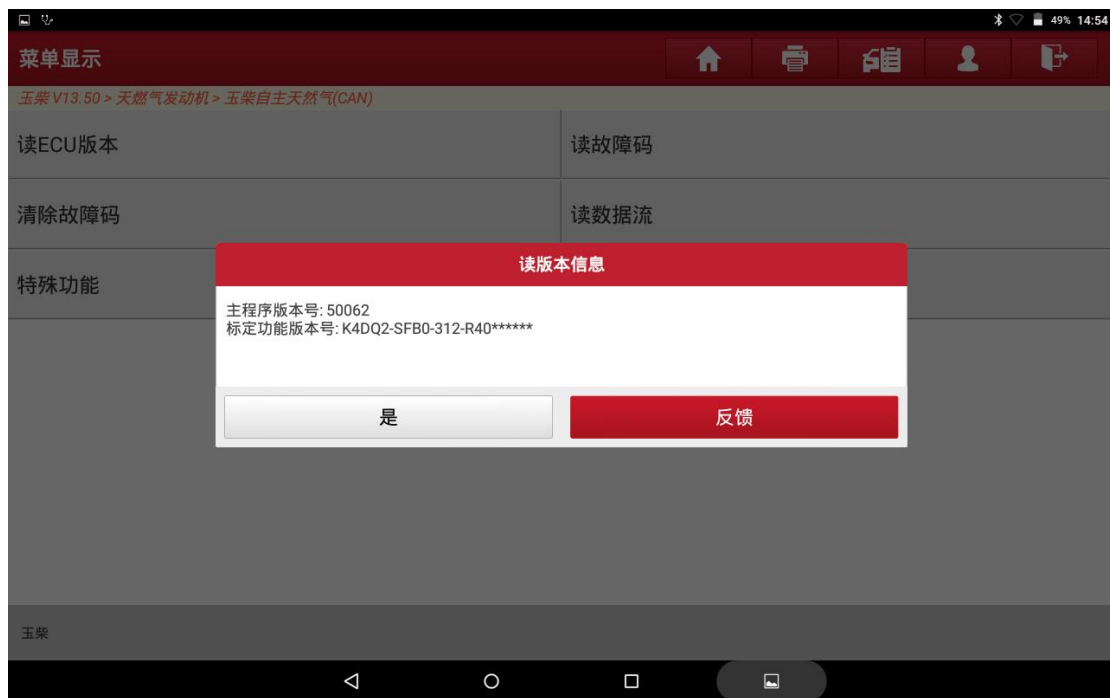 49% 14:54
菜单显示
玉柴 V13.50 > 天燃气发动机 > 玉柴自主天然气(CAN)
读ECU版本
读故障码
清除故障码
读数据流
特殊功能
读版本信息
主程序版本号: 50062
标定功能版本号: K4DQ2-SFB0-312-R40******
是
反馈
玉柴